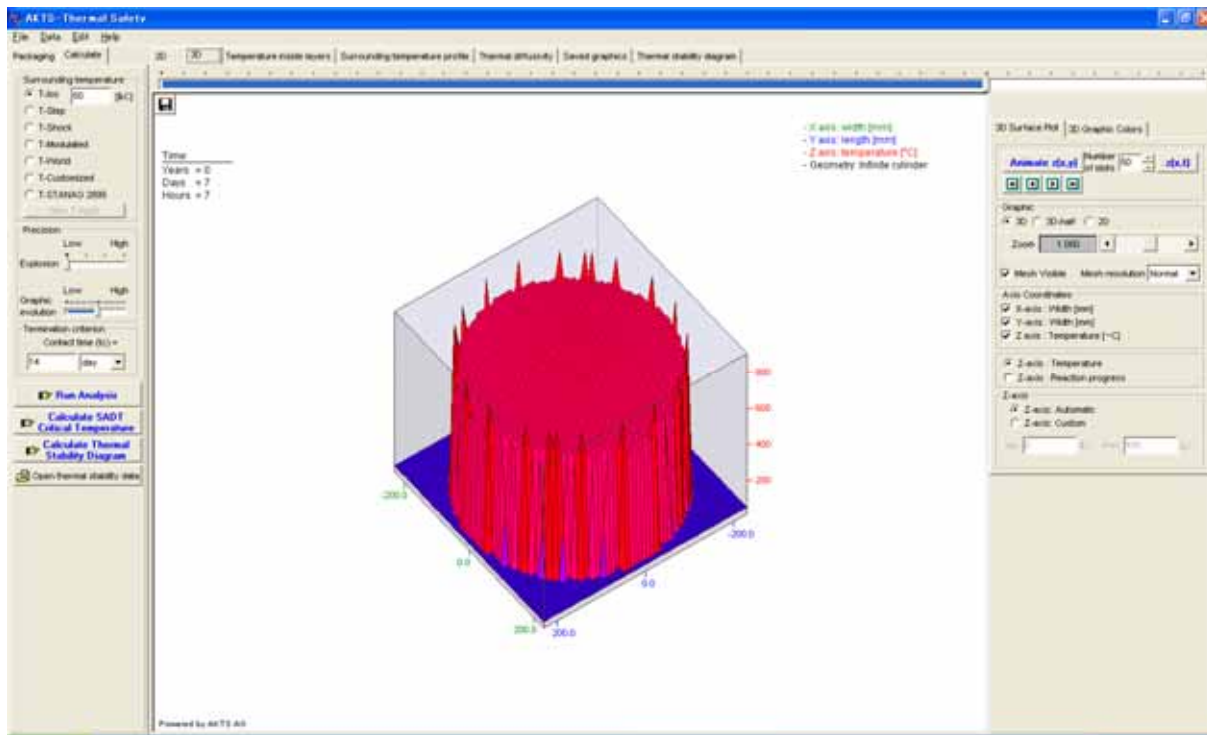 AKTS-Thermal Safety
File Data Edit Help
Packaging Calculate
2D 3D Temperature inside layers Surrounding temperature profile Thermal diffusivity Saved graphics Thermal stability diagram
Surrounding temperature
T-Iso 60
T-Step
T-Shock
T-Modulated
T-World
T-Customized
T-STANAG 2895
Precision
Low High
Explosion
Low High
Graphic
evolution
Termination criterion
Contact time (tc) =
14 day
Run Analysis
Calculate SADT
Critical Temperature
Calculate Thermal
Stability Diagram
Open thermal stability data
Time
Years = 0
Days = 7
Hours = 7
- X axis: width [mm]
- Y axis: length [mm]
- Z axis: temperature [°C]
- Geometry: Infinite cylinder
800
600
400
200
-200.0
0.0
200.0
-200.0
0.0
200.0
Powered by AKTS AG
3D Surface Plot 3D Graphic Colors
Animate z(x,y) Number of slots 50 z(x,t)
Graphic
3D 3D-half 2D
Zoom 1.000
Mesh Visible Mesh resolution Normal
Axis Coordinates
X-axis : Width [mm]
Y-axis : Width [mm]
Z axis : Temperature [°C]
Z-axis : Temperature
Z-axis : Reaction progress
Z-axis
Z-axis: Automatic
Z-axis: Custom